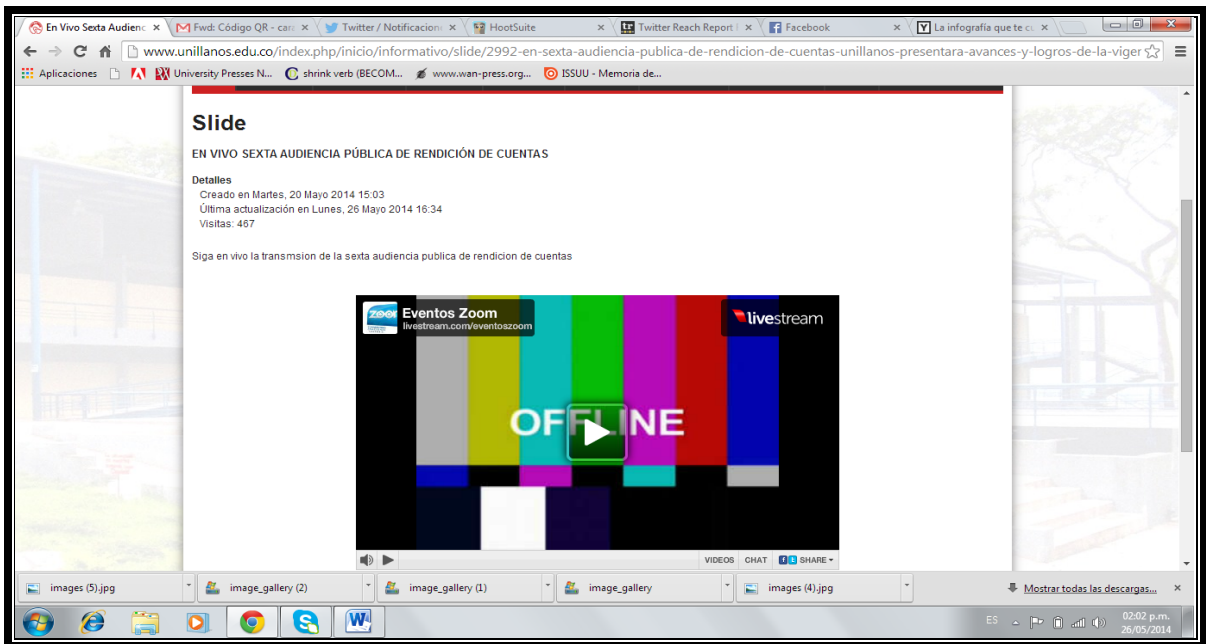 En Vivo Sexta Audienc
Fwd: Código QR - car
Twitter / Notificacion
HootSuite
Twitter Reach Report
Facebook
La infografía que te c
www.unillanos.edu.co/index.php/inicio/informativo/slide/2992-en-sexta-audiencia-publica-de-rendicion-de-cuentas-unillanos-presentara-avances-y-logros-de-la-viger
Aplicaciones University Presses N... shrink verb (BECOM... www.wan-press.org... ISSUU - Memoria de...
Slide
EN VIVO SEXTA AUDIENCIA PÚBLICA DE RENDICIÓN DE CUENTAS
Detalles
Creado en Martes, 20 Mayo 2014 15:03
Última actualización en Lunes, 26 Mayo 2014 16:34
Visitas: 467
Siga en vivo la transmsion de la sexta audiencia publica de rendicion de cuentas
zoom Eventos Zoom
livestream.com/eventoszoom
livestream
OFFLINE
VIDEOS CHAT SHARE
images (5).jpg image_gallery (2) image_gallery (1) image_gallery images (4).jpg Mostrar todas las descargas...
ES 02:02 p.m.
26/05/2014